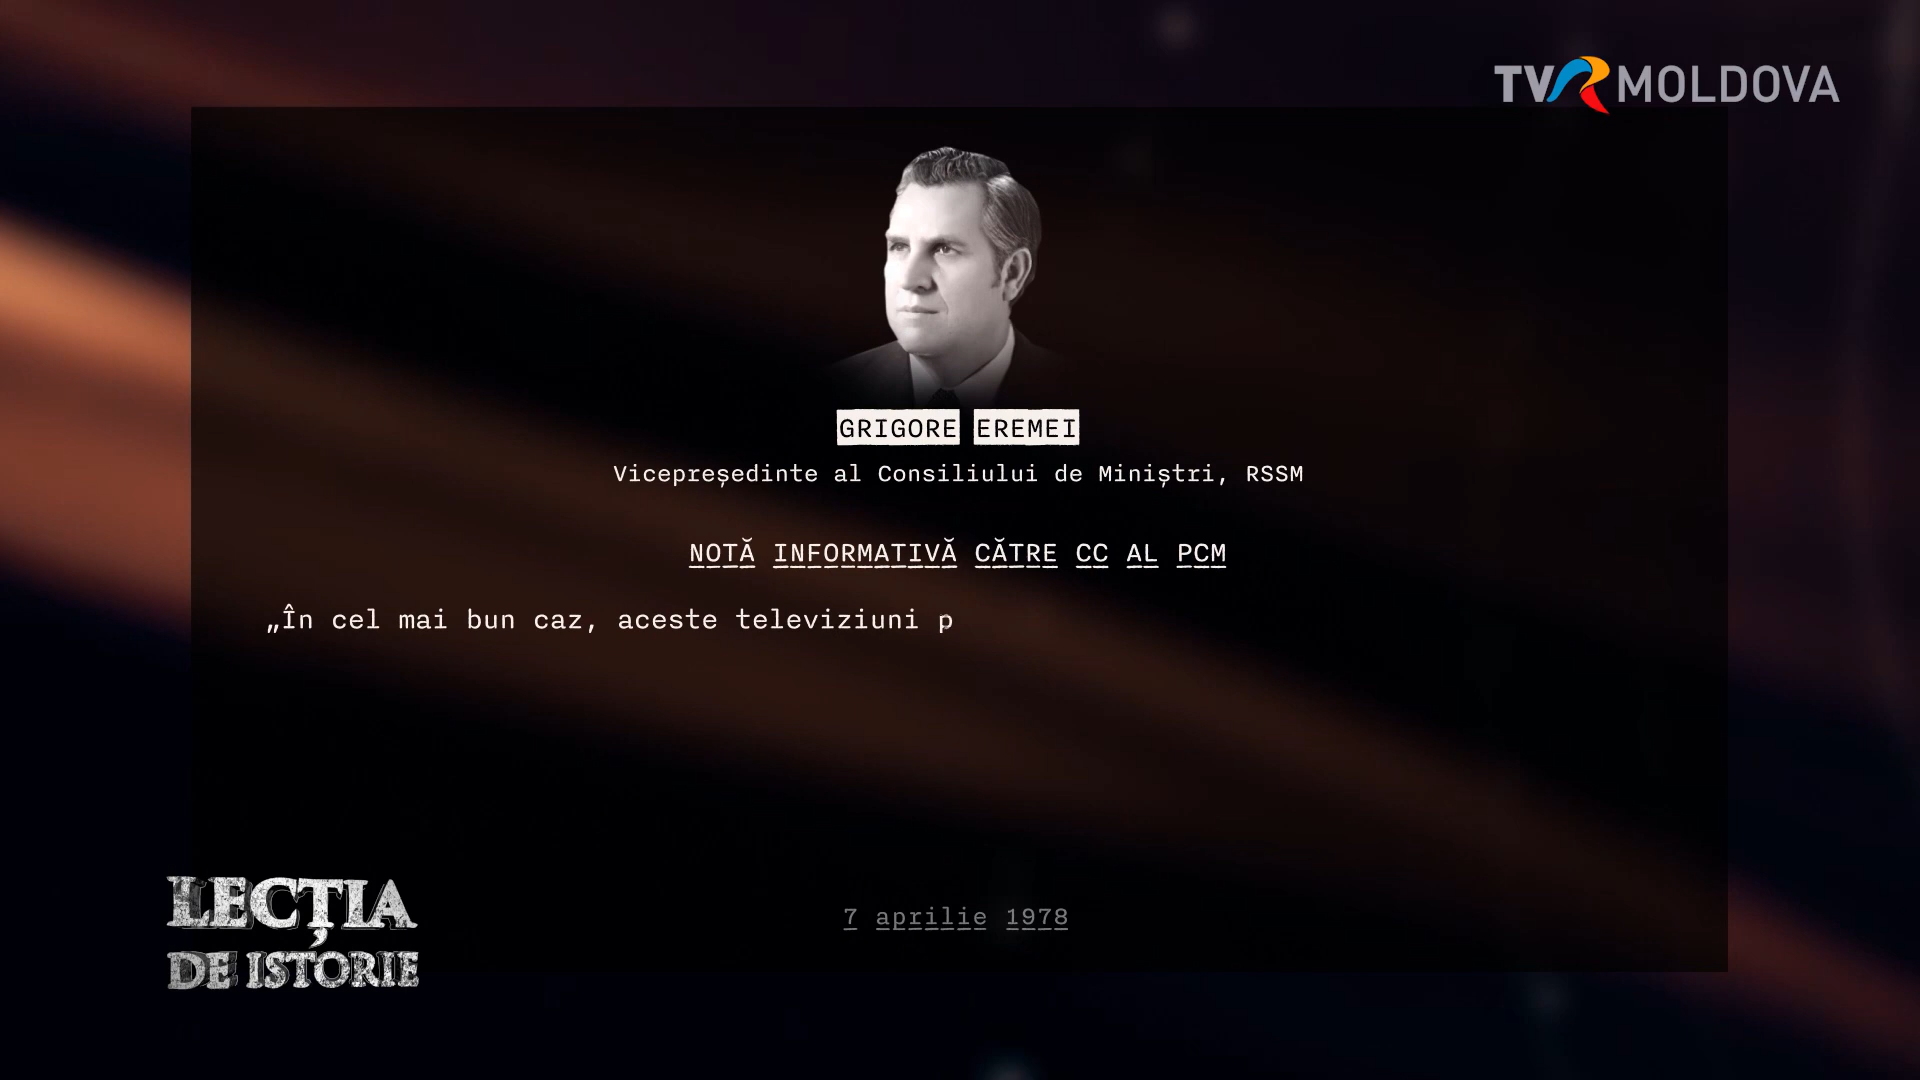 TVR MOLDOVA
GRIGORE EREMEI
Vicepreședinte al Consiliului de Miniștri, RSSM
NOTĂ INFORMATIVĂ CĂTRE CC AL PCM
„În cel mai bun caz, aceste televiziuni p
7 aprilie 1978
LECȚIA
DE ISTORIE